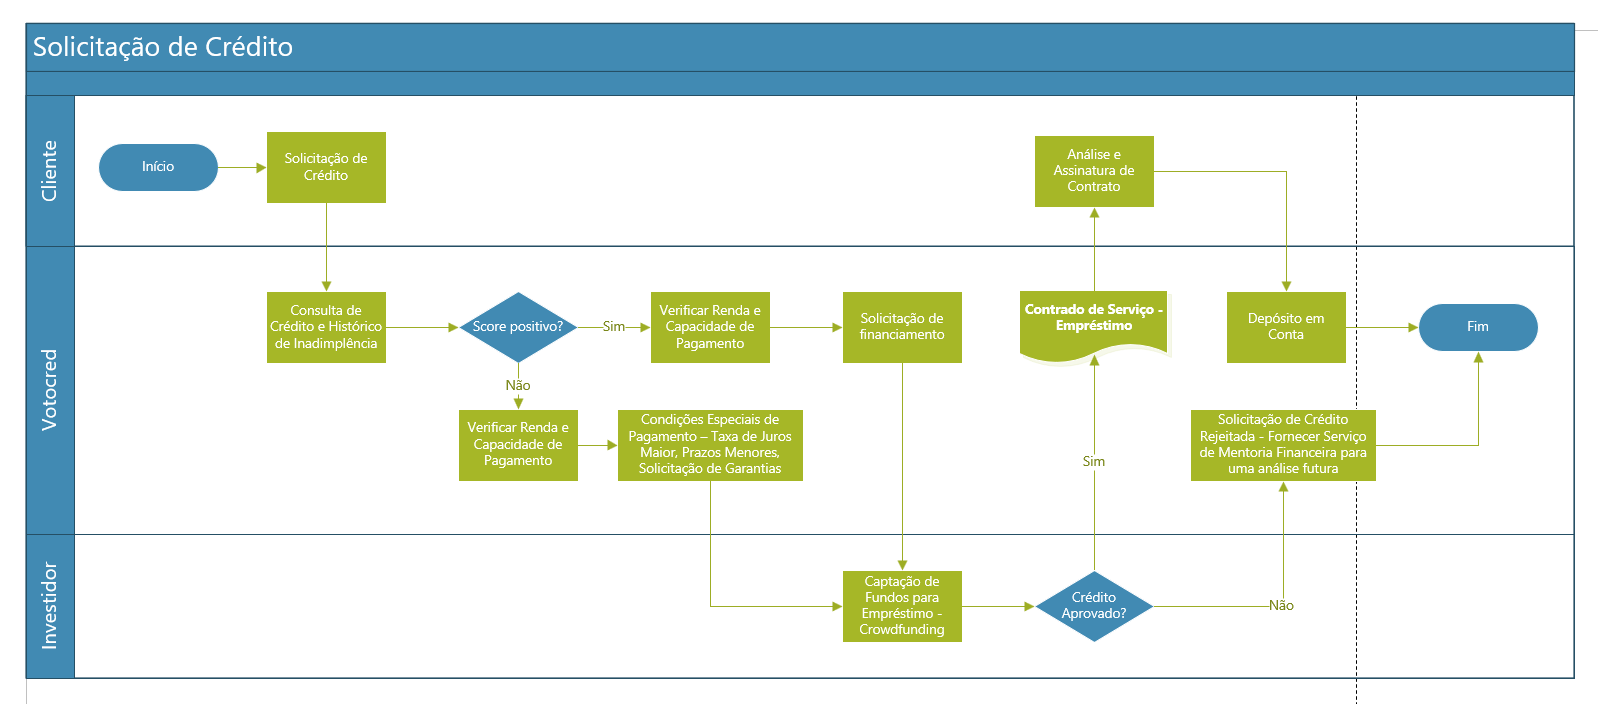 Solicitação de Crédito
Cliente
Início
Solicitação de
Crédito
Análise e
Assinatura de
Contrato
Votocred
Consulta de
Crédito e Histórico
de Inadimplência
Score positivo?
Sim
Verificar Renda e
Capacidade de
Pagamento
Solicitação de
financiamento
Contrado de Serviço -
Empréstimo
Depósito em
Conta
Fim
Não
Verificar Renda e
Capacidade de
Pagamento
Condições Especiais de
Pagamento – Taxa de Juros
Maior, Prazos Menores,
Solicitação de Garantias
Sim
Solicitação de Crédito
Rejeitada - Fornecer Serviço
de Mentoria Financeira para
uma análise futura
Investidor
Captação de
Fundos para
Empréstimo -
Crowdfunding
Crédito
Aprovado?
Não